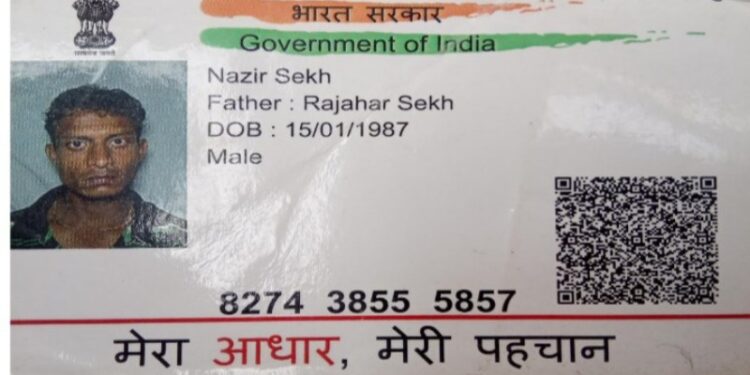 भारत सरकार
Government of India
Nazir Sekh
Father : Rajahar Sekh
DOB : 15/01/1987
Male
8274 3855 5857
मेरा आधार, मेरी पहचान